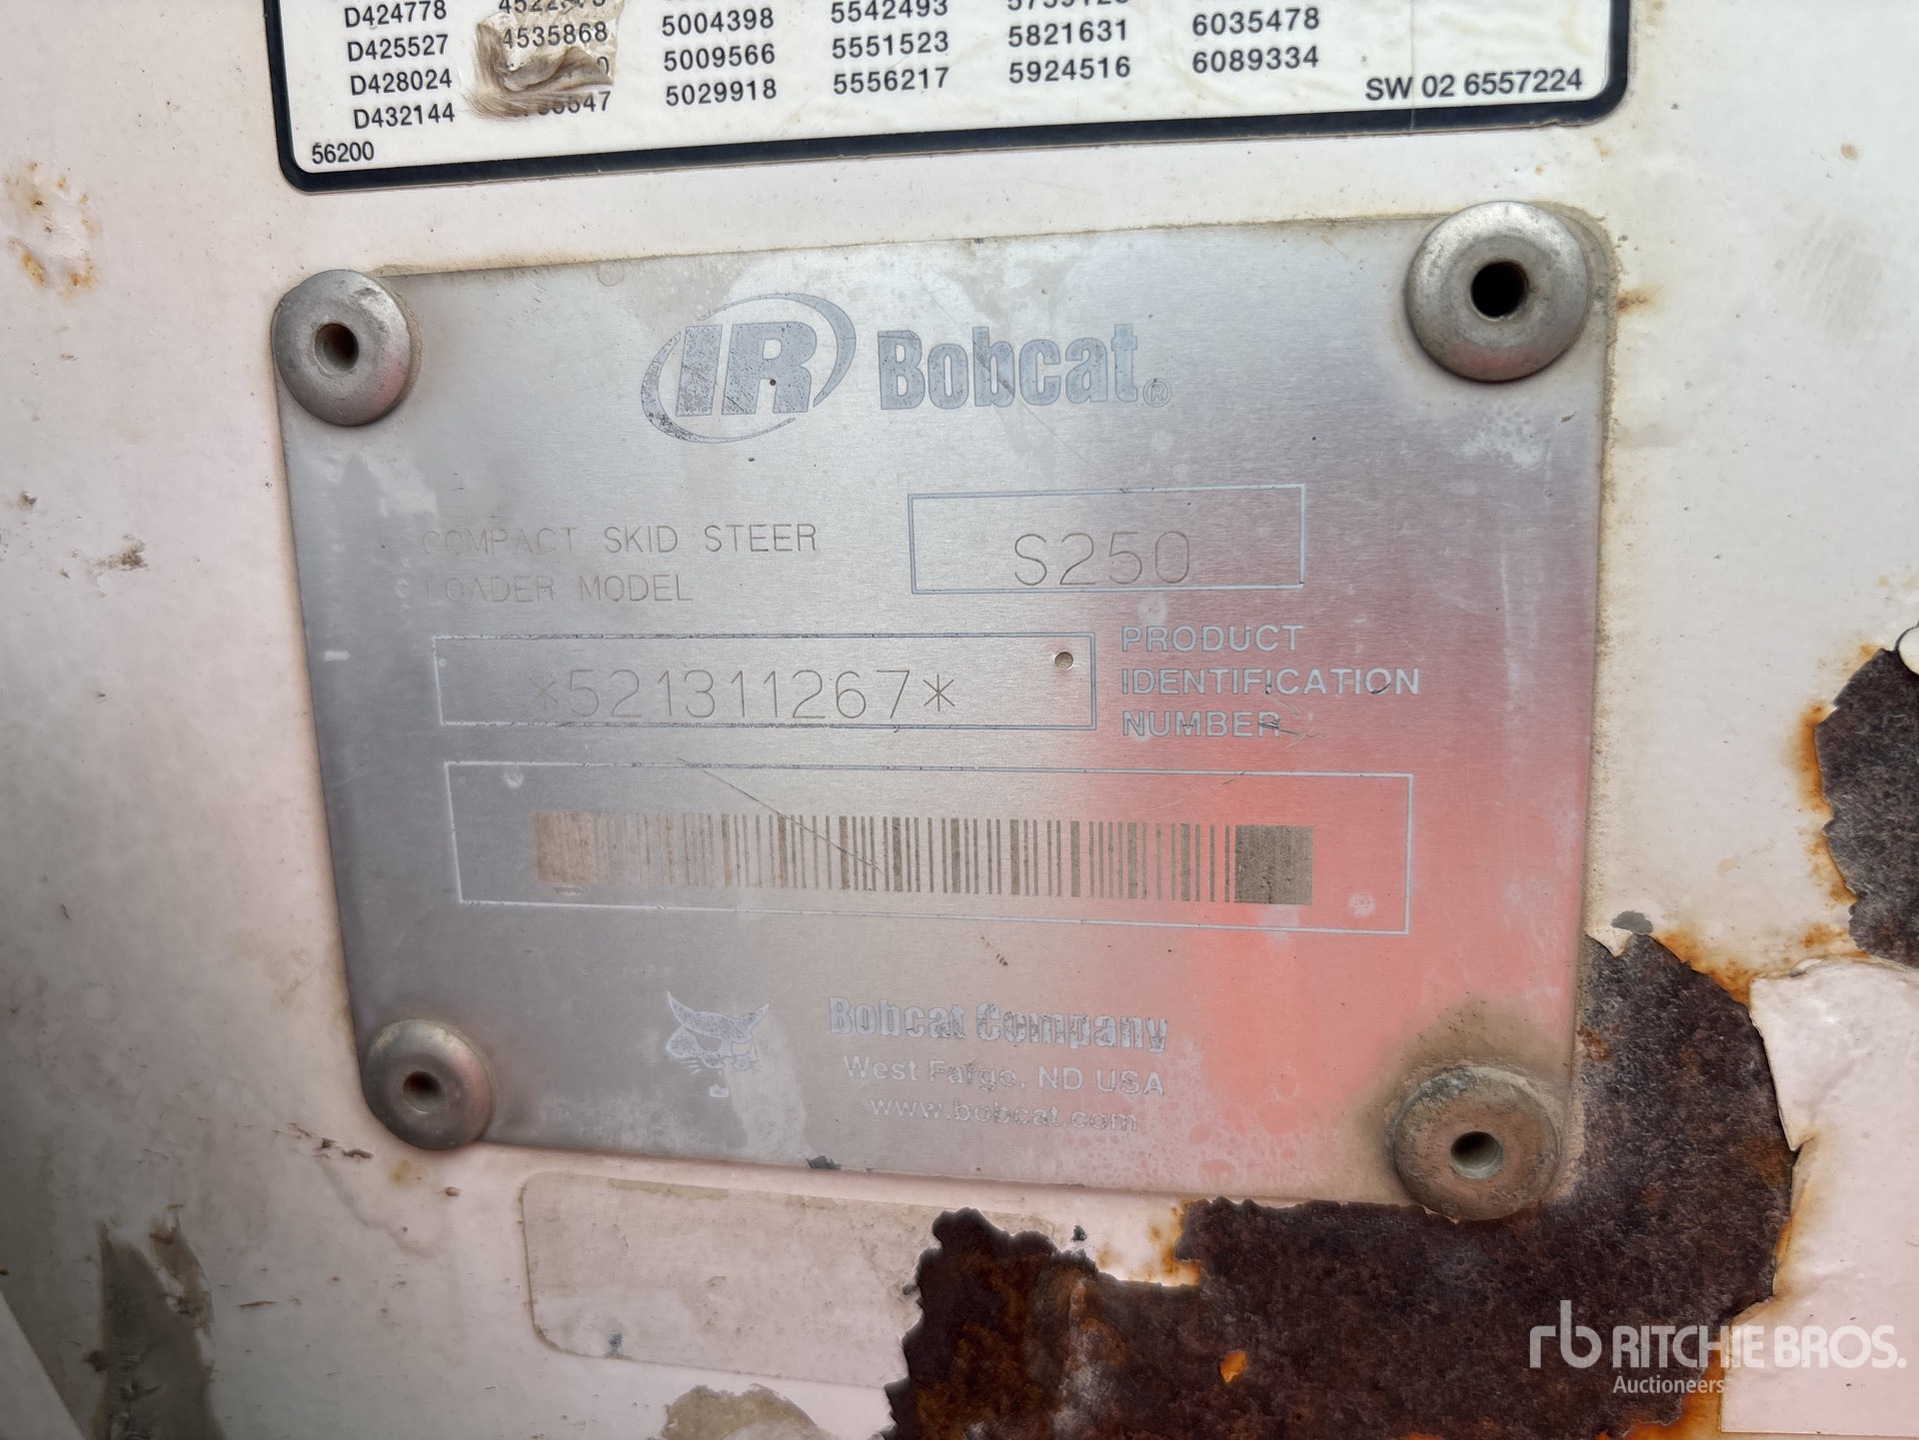 D424778 5004398 5542493 6035478
D425527 4535868 5009566 5551523 5821631 6089334
D428024 5029918 5556217 5924516
D432144
SW 02 6557224
56200
IR Bobcat®
COMPACT SKID STEER
LOADER MODEL
S250
*521311267*
PRODUCT
IDENTIFICATION
NUMBER
Bobcat Company
West Fargo, ND USA
www.bobcat.com
rb RITCHIE BROS.
Auctioneers